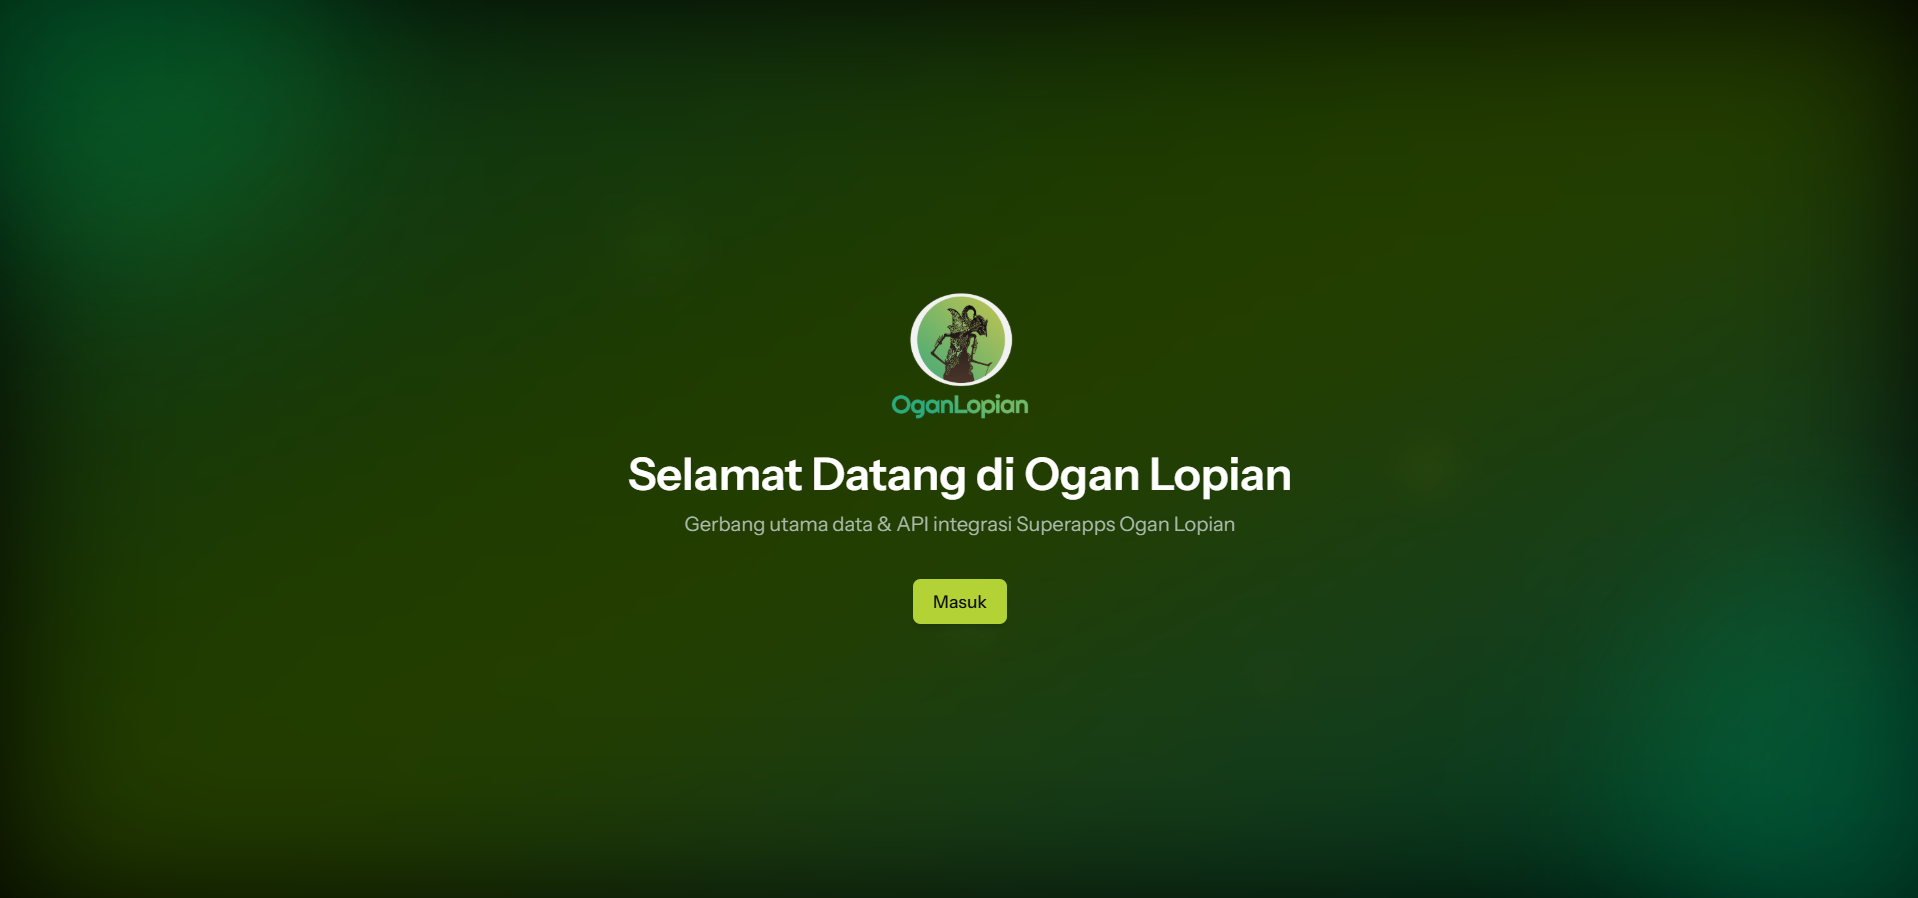 OganLopian
Selamat Datang di Ogan Lopian
Gerbang utama data & API integrasi Superapps Ogan Lopian
Masuk